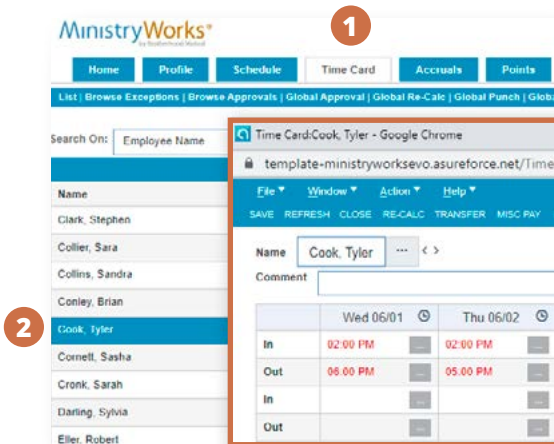 MinistryWorks
by Brotherhood Mutual
1
Home Profile Schedule Time Card Accruals Points
List | Browse Exceptions | Browse Approvals | Global Approval | Global Re-Calc | Global Punch |
Search On: Employee Name
Time Card:Cook, Tyler - Google Chrome
template-ministryworksevo.asureforce.net/Time
File Window Action Help
SAVE REFRESH CLOSE RE-CALC TRANSFER MISC PAY
Name Cook, Tyler ... < >
Comment
Wed 06/01 Thu 06/02
In 02:00 PM ... 02:00 PM ...
Out 06:00 PM ... 05:00 PM ...
In ... ...
Out ... ...
Name
Clark, Stephen
Collier, Sara
Collins, Sandra
Conley, Brian
2
Cook, Tyler
Cornett, Sasha
Cronk, Sarah
Darling, Sylvia
Eller, Robert